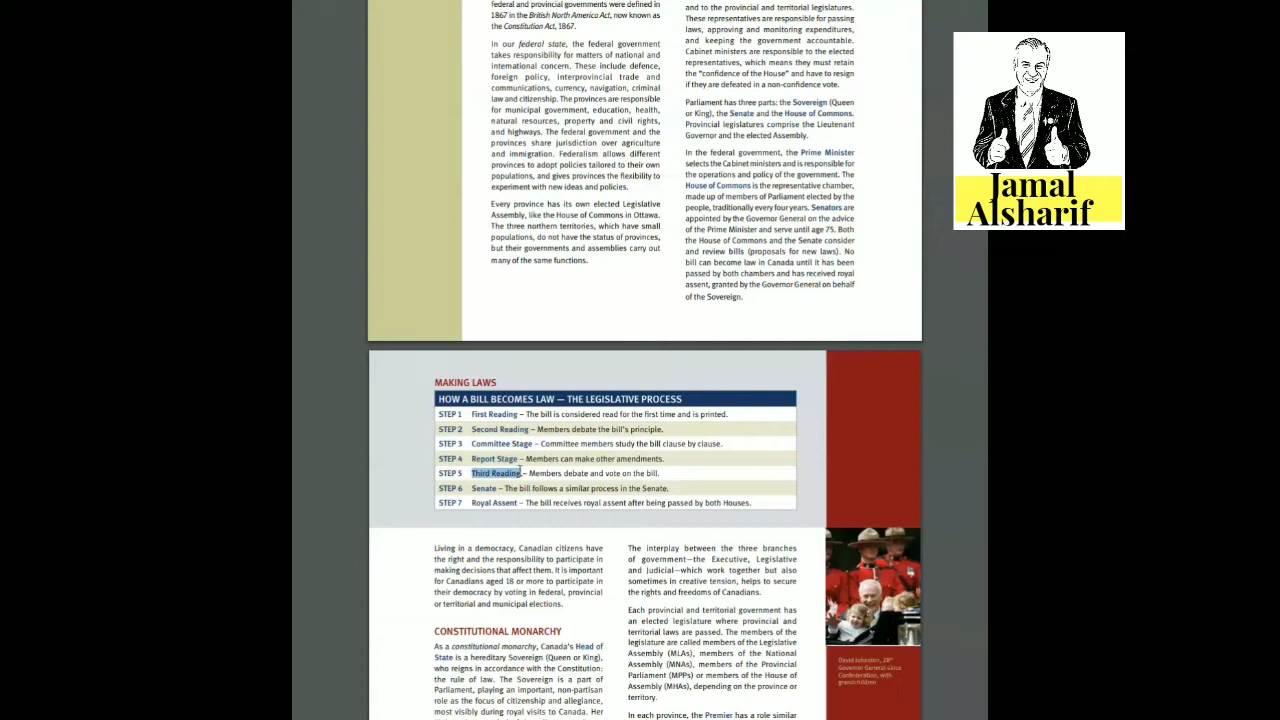 federal and provincial governments were defined in
1867 in the British North America Act, now known as
the Constitution Act, 1867.
In our federal state, the federal government
takes responsibility for matters of national and
international concern. These include defence,
foreign policy, interprovincial trade and
communications, currency, navigation, criminal
law and citizenship. The provinces are responsible
for municipal government, education, health,
natural resources, property and civil rights,
and highways. The federal government and the
provinces share jurisdiction over agriculture
and immigration. Federalism allows different
provinces to adopt policies tailored to their own
populations, and gives provinces the flexibility to
experiment with new ideas and policies.
Every province has its own elected Legislative
Assembly, like the House of Commons in Ottawa.
The three northern territories, which have small
populations, do not have the status of provinces,
but their governments and assemblies carry out
many of the same functions.
and to the provincial and territorial legislatures.
These representatives are responsible for passing
laws, approving and monitoring expenditures,
and keeping the government accountable.
Cabinet ministers are responsible to the elected
representatives, which means they must retain
the “confidence of the House” and have to resign
if they are defeated in a non-confidence vote.
Parliament has three parts: the Sovereign (Queen
or King), the Senate and the House of Commons.
Provincial legislatures comprise the Lieutenant
Governor and the elected Assembly.
In the federal government, the Prime Minister
selects the Cabinet ministers and is responsible for
the operations and policy of the government. The
House of Commons is the representative chamber,
made up of members of Parliament elected by the
people, traditionally every four years. Senators are
appointed by the Governor General on the advice
of the Prime Minister and serve until age 75. Both
the House of Commons and the Senate consider
and review bills (proposals for new laws). No
bill can become law in Canada until it has been
passed by both chambers and has received royal
assent, granted by the Governor General on behalf
of the Sovereign.
Jamal
Alsharif
MAKING LAWS
HOW A BILL BECOMES LAW — THE LEGISLATIVE PROCESS
STEP 1 First Reading – The bill is considered read for the first time and is printed.
STEP 2 Second Reading – Members debate the bill’s principle.
STEP 3 Committee Stage – Committee members study the bill clause by clause.
STEP 4 Report Stage – Members can make other amendments.
STEP 5 Third Reading – Members debate and vote on the bill.
STEP 6 Senate – The bill follows a similar process in the Senate.
STEP 7 Royal Assent – The bill receives royal assent after being passed by both Houses.
Living in a democracy, Canadian citizens have
the right and the responsibility to participate in
making decisions that affect them. It is important
for Canadians aged 18 or more to participate in
their democracy by voting in federal, provincial
or territorial and municipal elections.
CONSTITUTIONAL MONARCHY
As a constitutional monarchy, Canada’s Head of
State is a hereditary Sovereign (Queen or King),
who reigns in accordance with the Constitution:
the rule of law. The Sovereign is a part of
Parliament, playing an important, non-partisan
role as the focus of citizenship and allegiance,
most visibly during royal visits to Canada. Her
The interplay between the three branches
of government—the Executive, Legislative
and Judicial—which work together but also
sometimes in creative tension, helps to secure
the rights and freedoms of Canadians.
Each provincial and territorial government has
an elected legislature where provincial and
territorial laws are passed. The members of the
legislature are called members of the Legislative
Assembly (MLAs), members of the National
Assembly (MNAs), members of the Provincial
Parliament (MPPs) or members of the House of
Assembly (MHAs), depending on the province or
territory.
In each province, the Premier has a role similar
David Johnston, 28th
Governor General since
Confederation, with
grandchildren